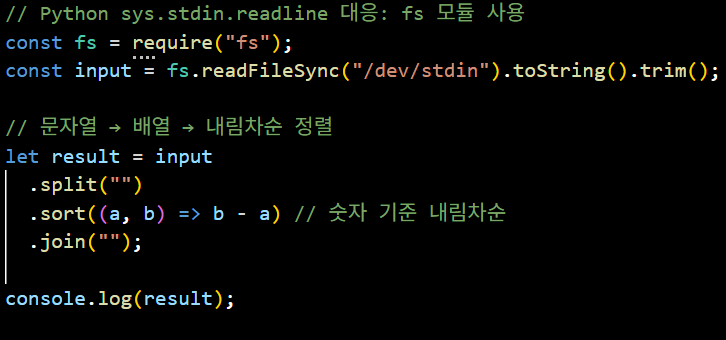 // Python sys.stdin.readline 대응: fs 모듈 사용
const fs = require("fs");
const input = fs.readFileSync("/dev/stdin").toString().trim();
// 문자열 → 배열 → 내림차순 정렬
let result = input
.split("")
.sort((a, b) => b - a) // 숫자 기준 내림차순
.join("");
console.log(result);